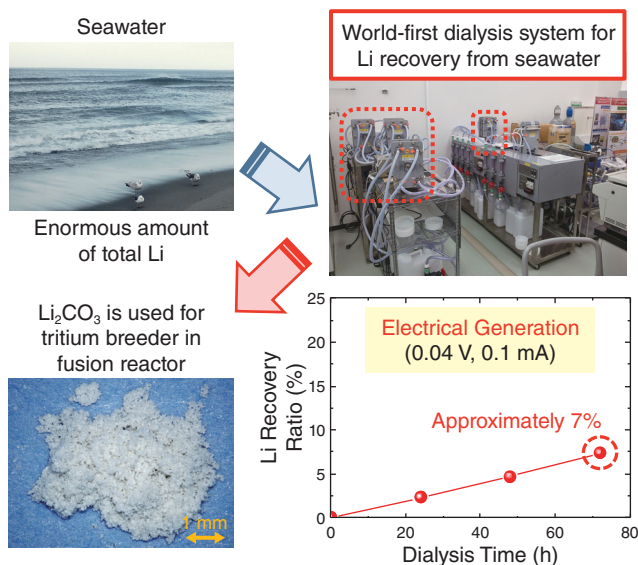 Seawater
Enormous amount
of total Li
World-first dialysis system for
Li recovery from seawater
Li₂CO₃ is used for
tritium breeder in
fusion reactor
1 mm
Electrical Generation
(0.04 V, 0.1 mA)
Approximately 7%
Li Recovery
Ratio (%)
25
20
15
10
5
0
0 20 40 60 80
Dialysis Time (h)